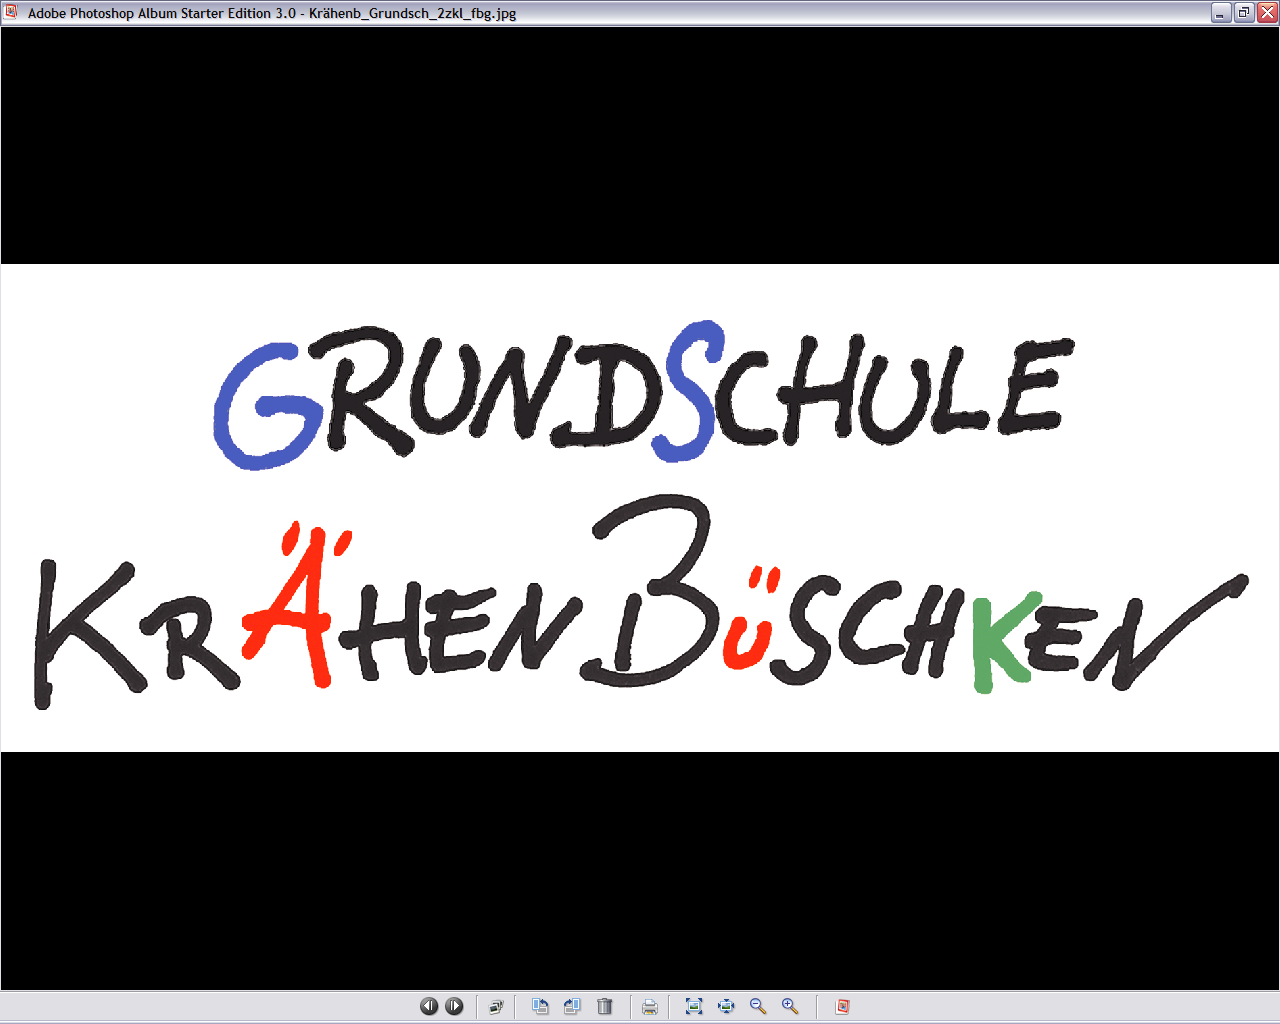 Adobe Photoshop Album Starter Edition 3.0 - Krähenb_Grundsch_2zkl_fbg.jpg
GRUNDSCHULE
KRÄHENBÜSCHKEN